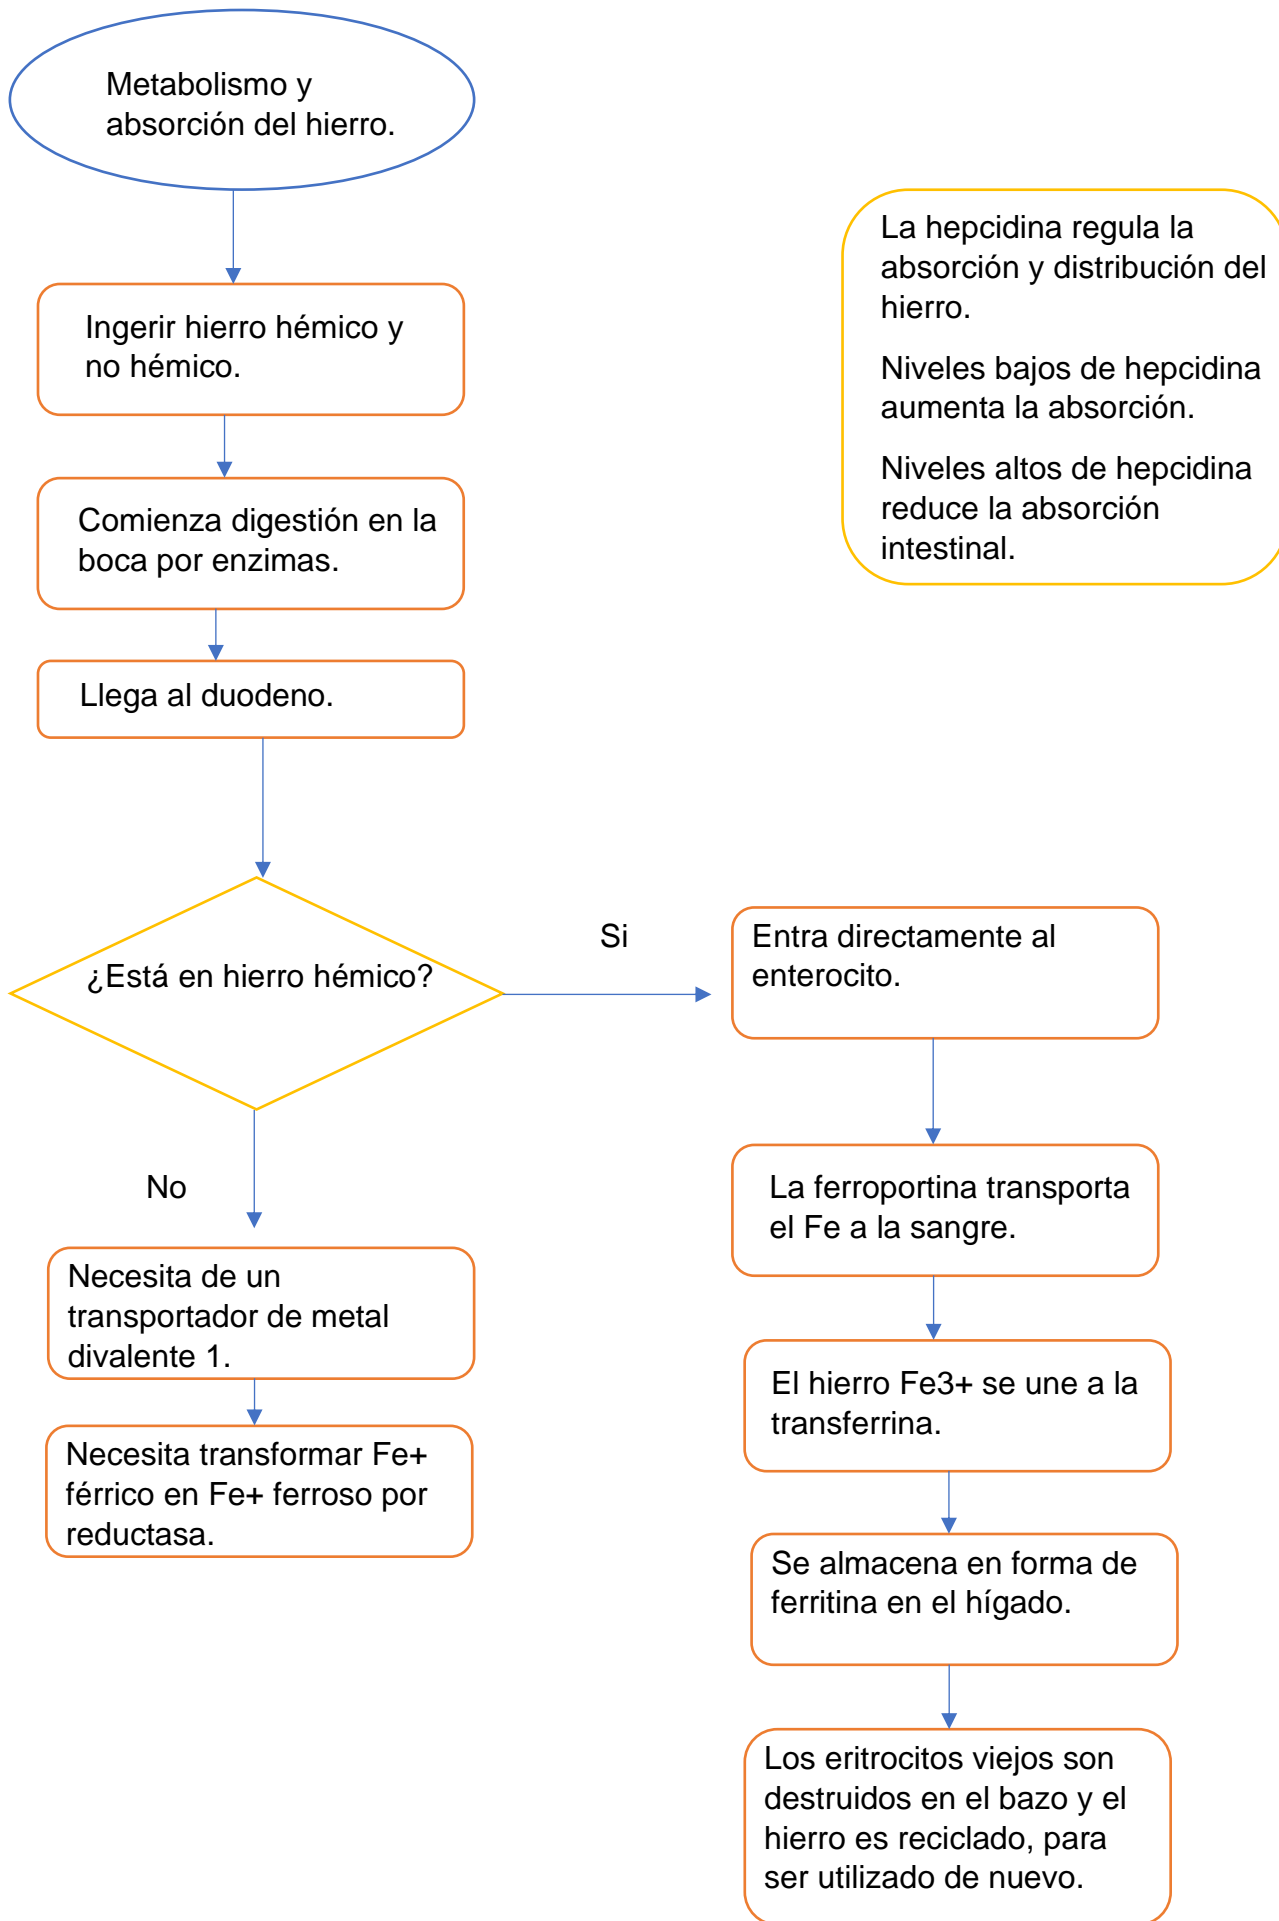 Metabolismo y
absorción del hierro.
La hepcidina regula la
absorción y distribución del
hierro.
Niveles bajos de hepcidina
aumenta la absorción.
Niveles altos de hepcidina
reduce la absorción
intestinal.
Ingerir hierro hémico y
no hémico.
Comienza digestión en la
boca por enzimas.
Llega al duodeno.
¿Está en hierro hémico?
Si
Entra directamente al
enterocito.
No
La ferroportina transporta
el Fe a la sangre.
Necesita de un
transportador de metal
divalente 1.
El hierro Fe3+ se une a la
transferrina.
Necesita transformar Fe+
férrico en Fe+ ferroso por
reductasa.
Se almacena en forma de
ferritina en el hígado.
Los eritrocitos viejos son
destruidos en el bazo y el
hierro es reciclado, para
ser utilizado de nuevo.